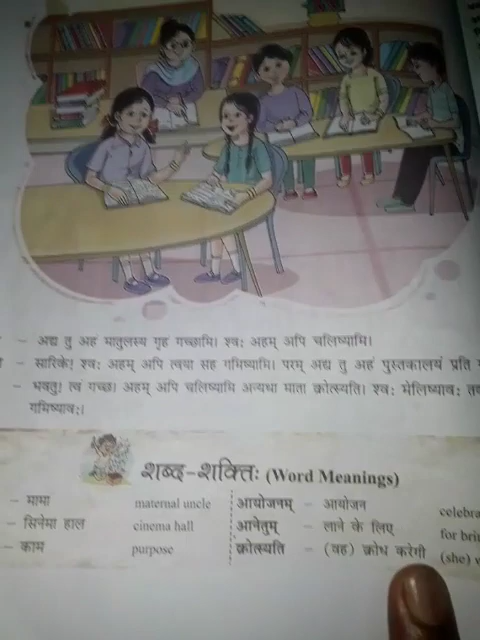 – अद्य तु अहं मातुलस्य गृहं गच्छामि। श्वः अहम् अपि चलिष्यामि।
– सारिके! श्वः अहम् अपि त्वया सह गमिष्यामि। परम् अद्य तु अहं पुस्तकालयं प्रति
– भवतु! त्वं गच्छ। अहम् अपि चलिष्यामि अन्यथा माता क्रोत्स्यति। श्वः मेलिष्यावः
गमिष्यावः।
शब्द-शक्तिः (Word Meanings)
– मामा maternal uncle आयोजनम् – आयोजन
– सिनेमा हाल cinema hall आनेतुम् – लाने के लिए for
– काम purpose क्रोत्स्यति – (वह) क्रोध करेगी (she)